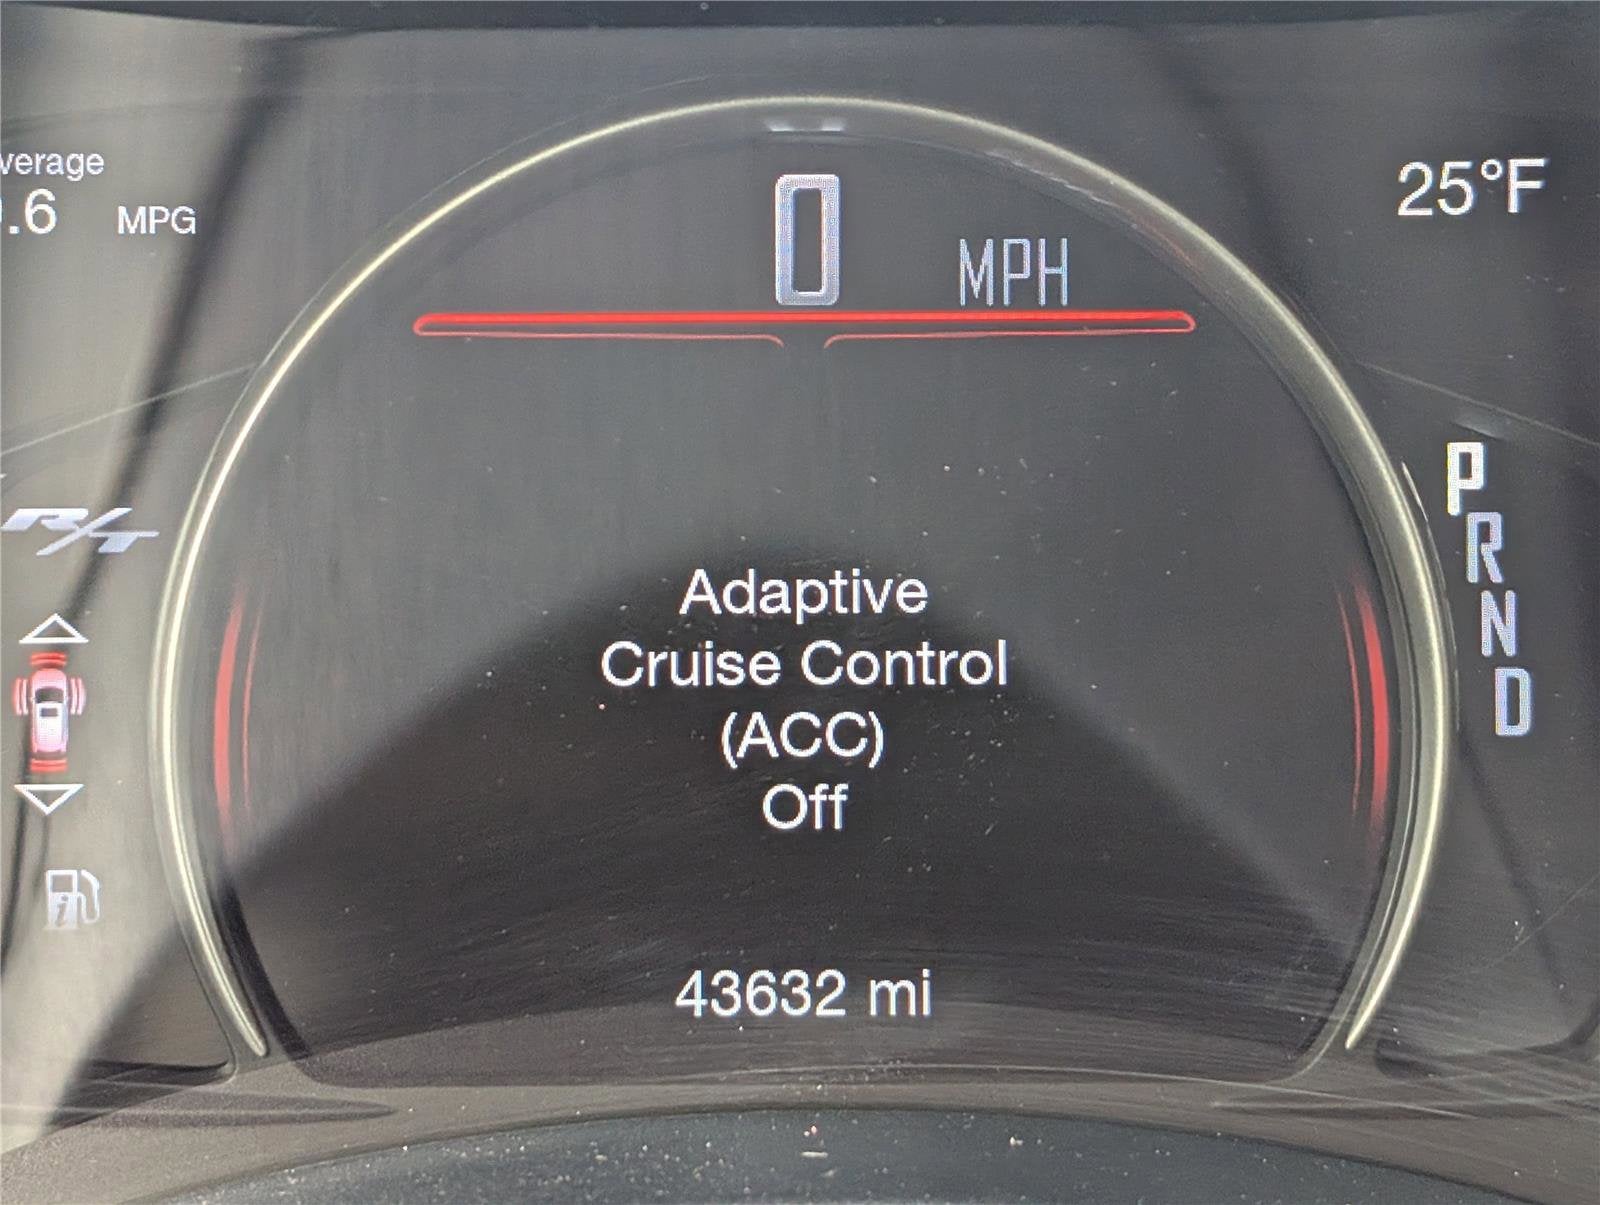 verage
.6 MPG
25°F
0 MPH
R/T
P
R
N
D
Adaptive
Cruise Control
(ACC)
Off
i
43632 mi